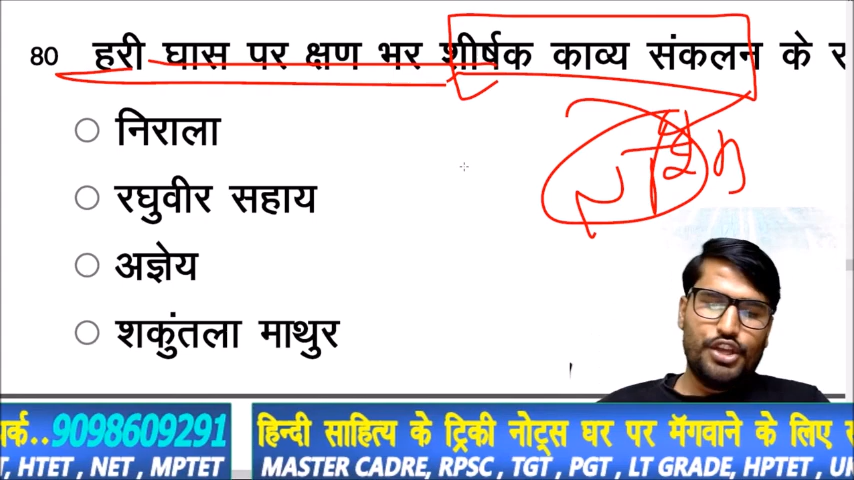 80 हरी घास पर क्षण भर शीर्षक काव्य संकलन के
निराला
रघुवीर सहाय
अज्ञेय
शकुंतला माथुर
र्क..9098609291
T, HTET , NET , MPTET
हिन्दी साहित्य के ट्रिकी नोट्स घर पर मॅगवाने के लिए
MASTER CADRE, RPSC , TGT , PGT , LT GRADE, HPTET , UK